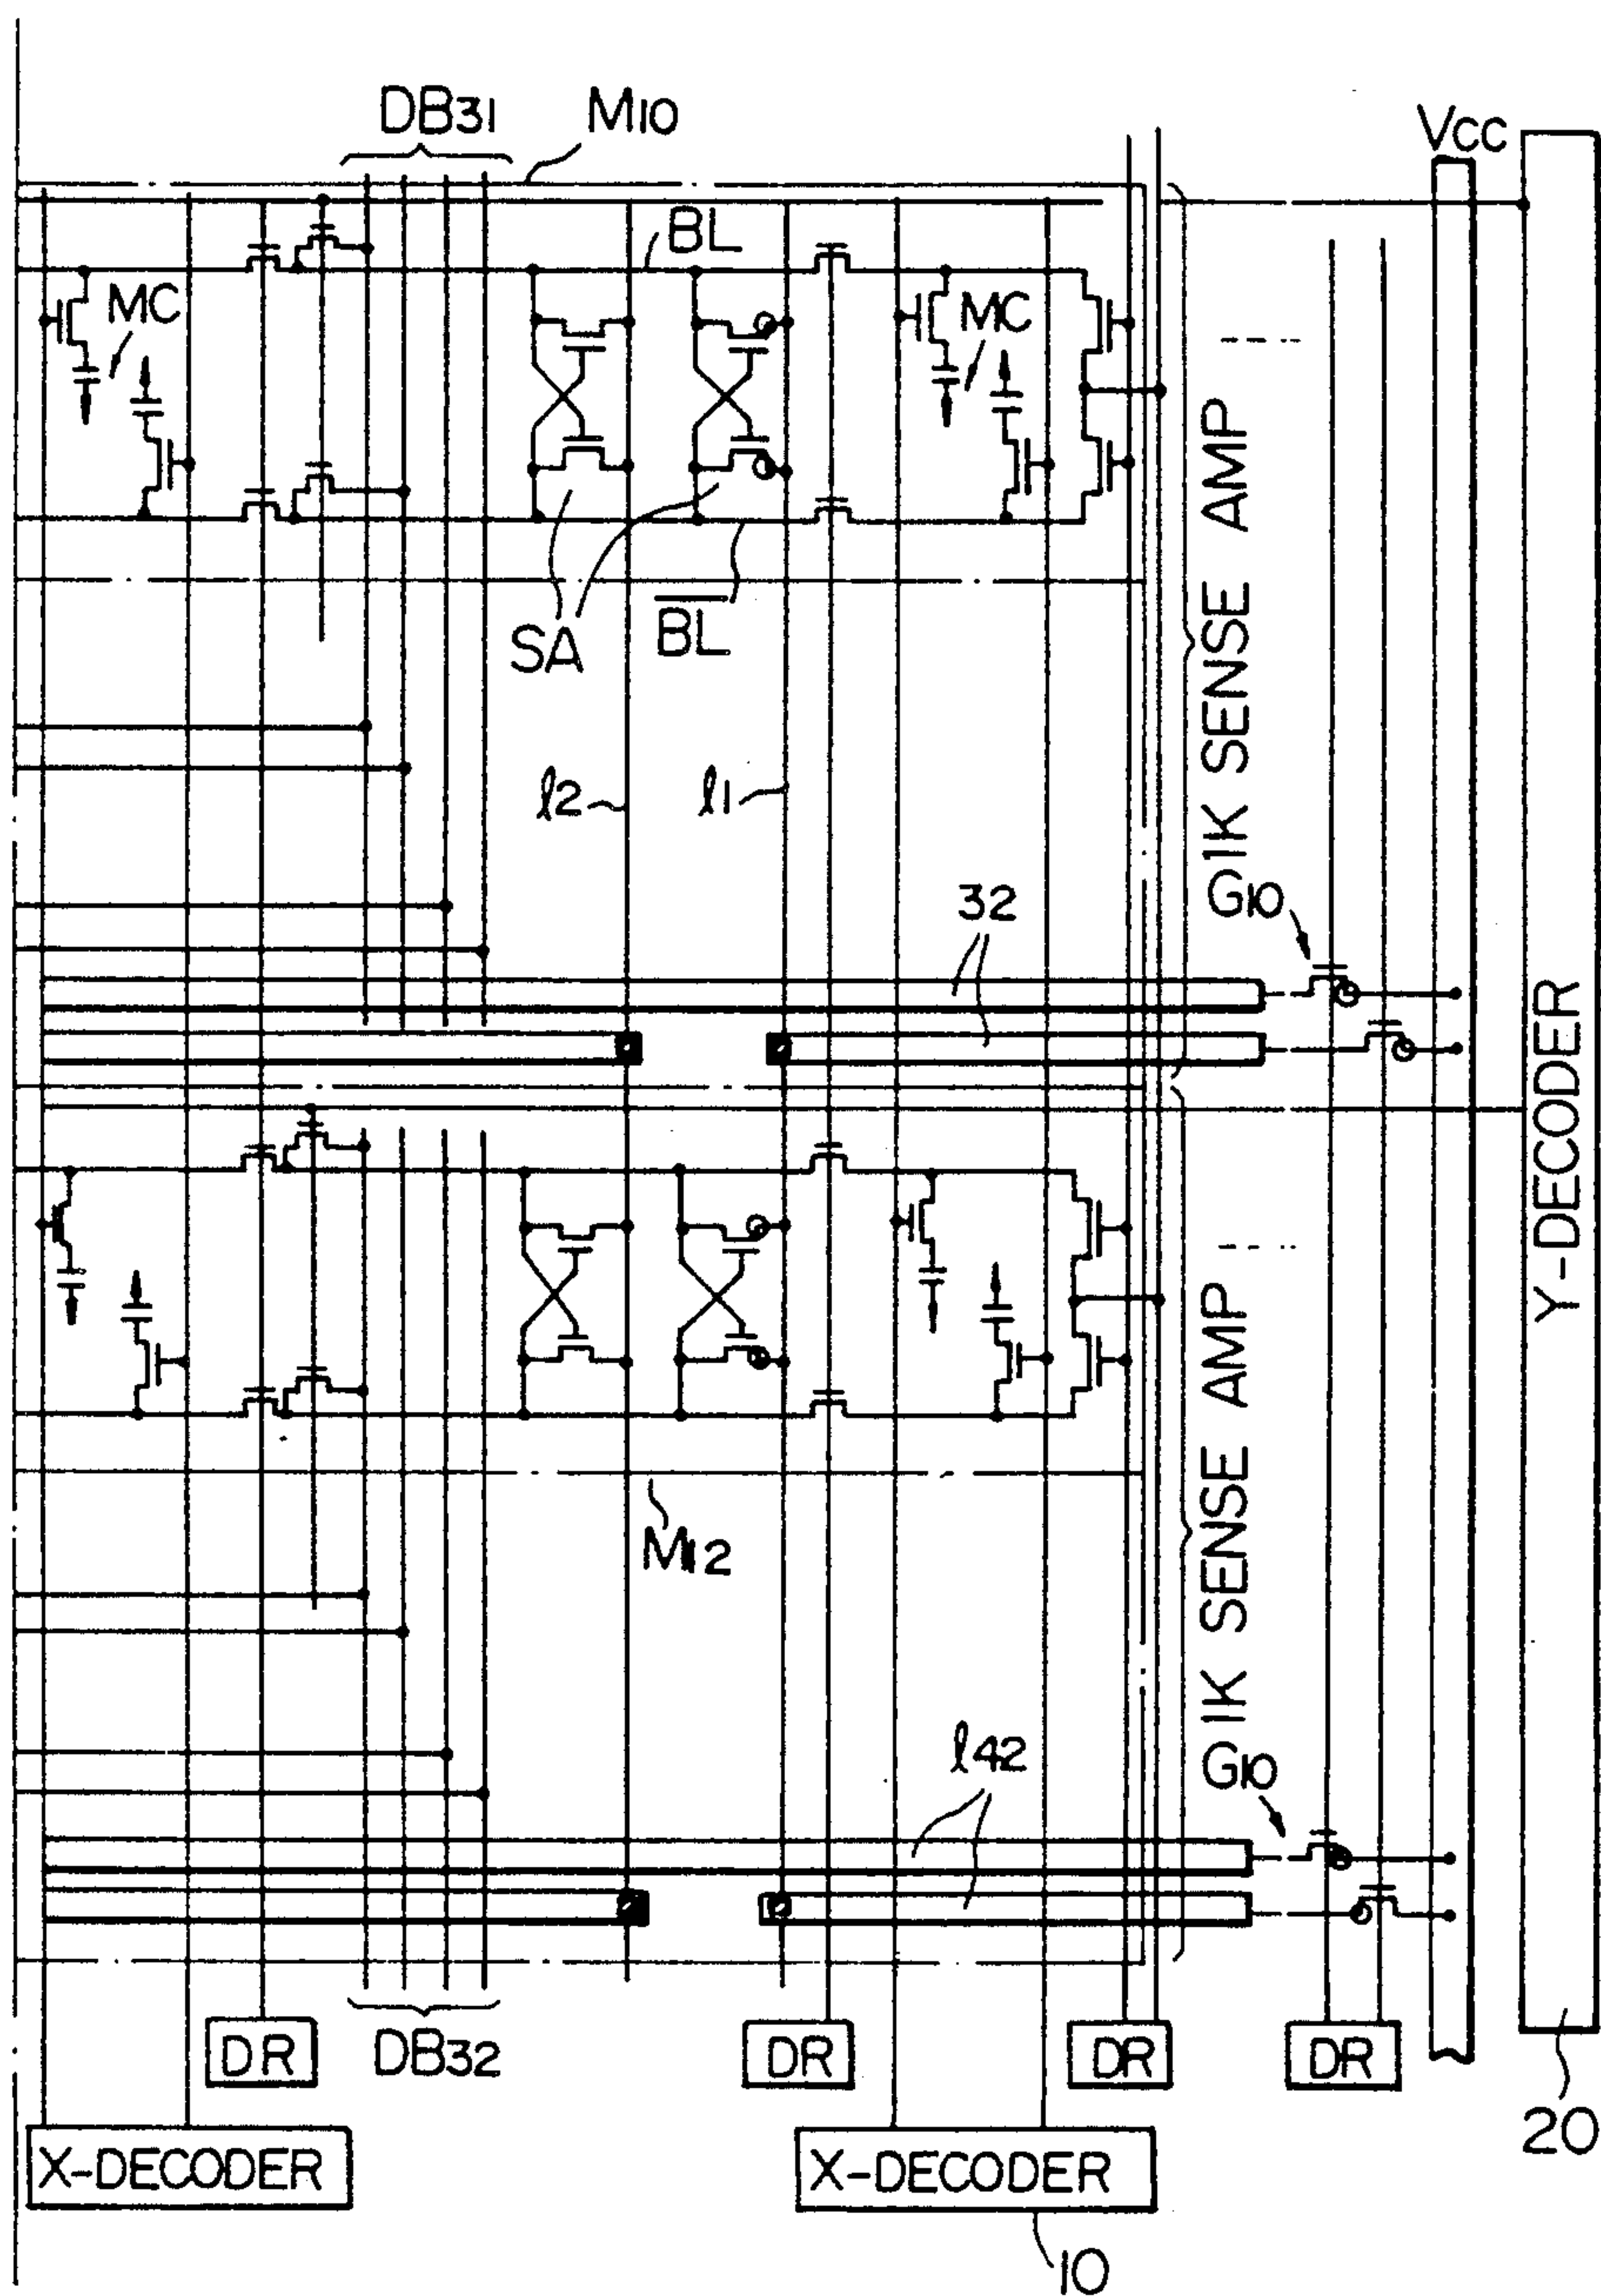 DB31
M10
VCC
BL
MC
MC
SA
BL
1K SENSE AMP
ℓ2
ℓ1
32
G10
Y-DECODER
M12
1K SENSE AMP
ℓ42
G10
DR
DB32
DR
DR
DR
20
X-DECODER
X-DECODER
10